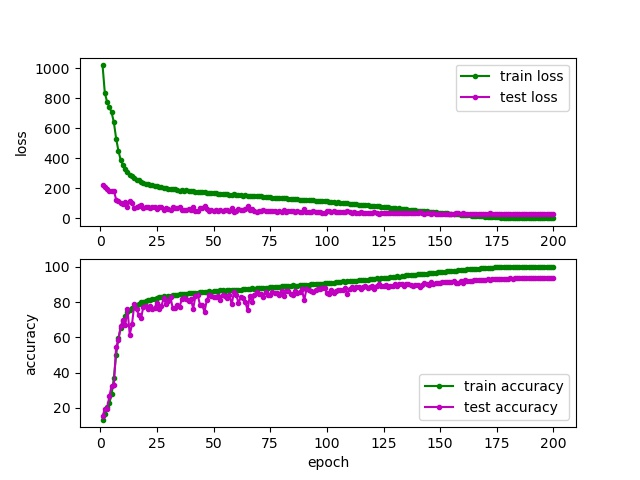 1000
800
600
400
200
0
loss
train loss
test loss
0 25 50 75 100 125 150 175 200
100
80
60
40
20
accuracy
train accuracy
test accuracy
0 25 50 75 100 125 150 175 200
epoch